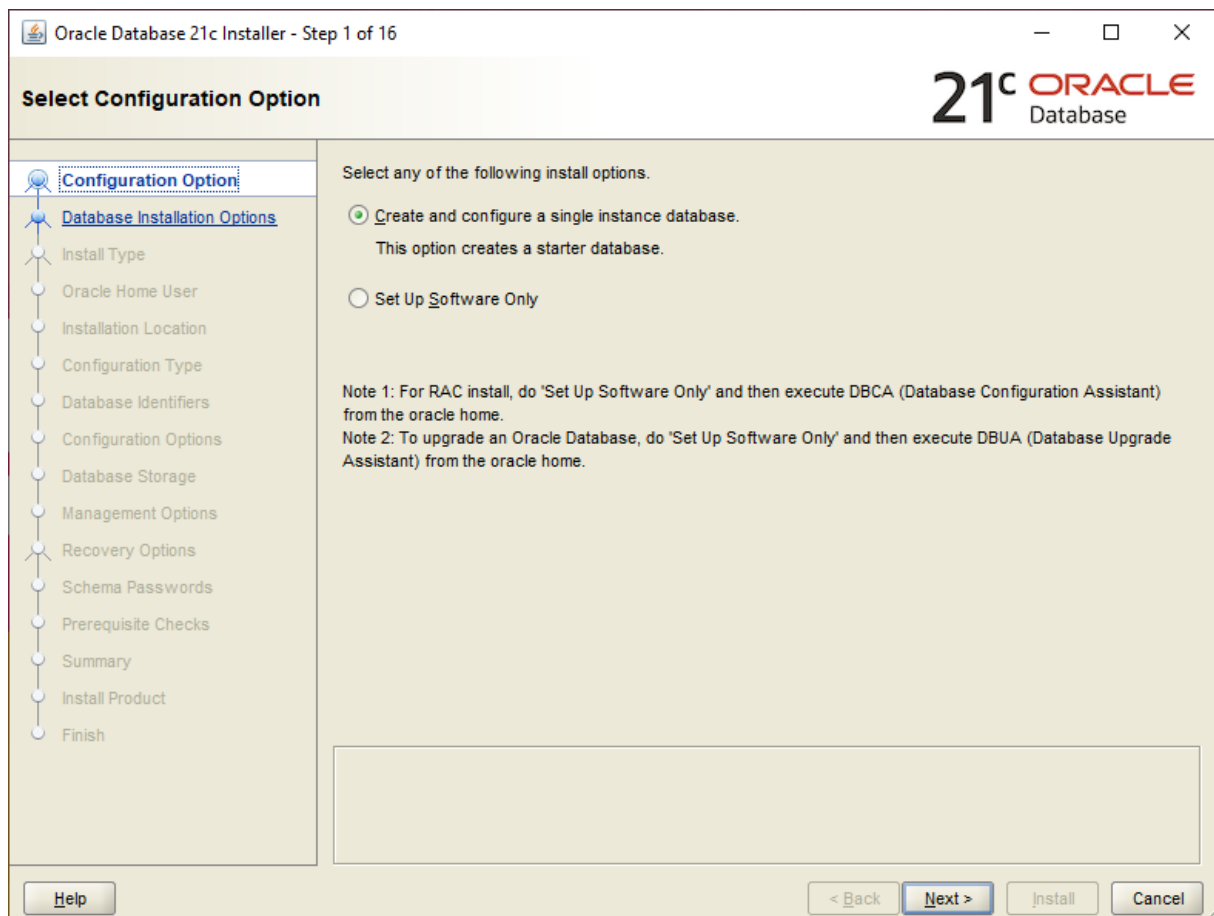 Oracle Database 21c Installer - Step 1 of 16
Select Configuration Option
21c ORACLE
Database
Configuration Option
Database Installation Options
Install Type
Oracle Home User
Installation Location
Configuration Type
Database Identifiers
Configuration Options
Database Storage
Management Options
Recovery Options
Schema Passwords
Prerequisite Checks
Summary
Install Product
Finish
Select any of the following install options.
Create and configure a single instance database.
This option creates a starter database.
Set Up Software Only
Note 1: For RAC install, do 'Set Up Software Only' and then execute DBCA (Database Configuration Assistant)
from the oracle home.
Note 2: To upgrade an Oracle Database, do 'Set Up Software Only' and then execute DBUA (Database Upgrade
Assistant) from the oracle home.
Help
< Back
Next >
Install
Cancel